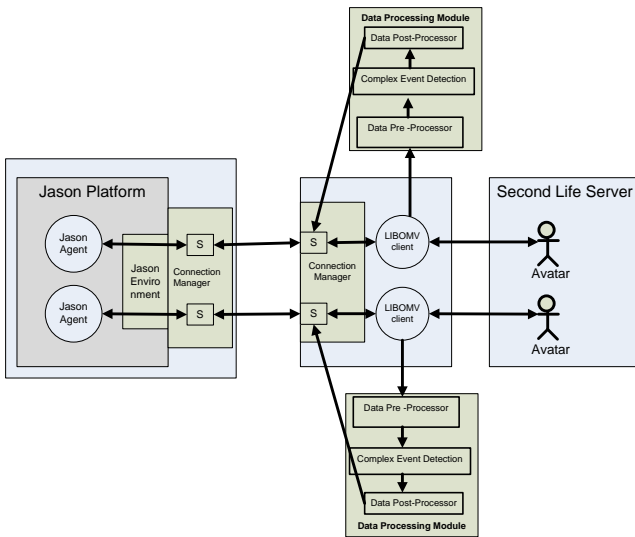 Data Processing Module
Data Post-Processor
Complex Event Detection
Data Pre -Processor
Jason Platform
Second Life Server
Jason
Agent
Jason
Environ
ment
S
Connection
Manager
S
Jason
Agent
S
Connection
Manager
S
LIBOMV
client
LIBOMV
client
Avatar
Avatar
Data Pre -Processor
Complex Event Detection
Data Post-Processor
Data Processing Module